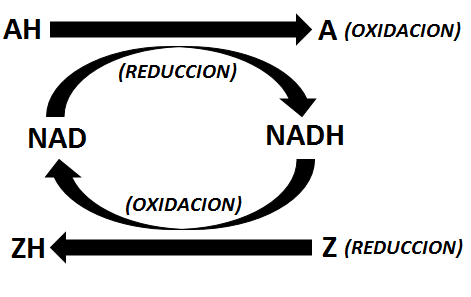 AH A (OXIDACION)
(REDUCCION)
NAD NADH
(OXIDACION)
ZH Z (REDUCCION)